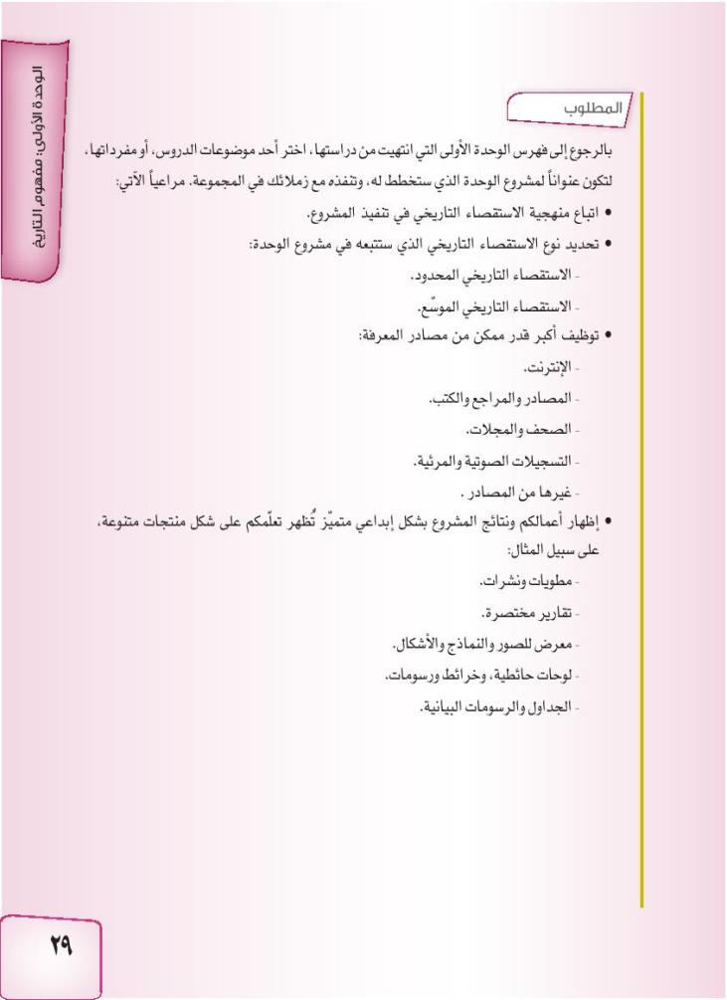 الوحدة الأولى: مفهوم التاريخ
المطلوب
بالرجوع إلى فهرس الوحدة الأولى التي انتهيت من دراستها، اختر أحد موضوعات الدروس، أو مفرداتها،
لتكون عنواناً لمشروع الوحدة الذي ستخطط له، وتنفذه مع زملائك في المجموعة. مراعياً الآتي:
• اتباع منهجية الاستقصاء التاريخي في تنفيذ المشروع.
• تحديد نوع الاستقصاء التاريخي الذي ستتبعه في مشروع الوحدة:
- الاستقصاء التاريخي المحدود.
- الاستقصاء التاريخي الموسّع.
• توظيف أكبر قدر ممكن من مصادر المعرفة:
- الإنترنت.
- المصادر والمراجع والكتب.
- الصحف والمجلات.
- التسجيلات الصوتية والمرئية.
- غيرها من المصادر .
• إظهار أعمالكم ونتائج المشروع بشكل إبداعي متميّز تُظهر تعلّمكم على شكل منتجات متنوعة،
على سبيل المثال:
- مطويات ونشرات.
- تقارير مختصرة.
- معرض للصور والنماذج والأشكال.
- لوحات حائطية، وخرائط ورسومات.
- الجداول والرسومات البيانية.
٢٩